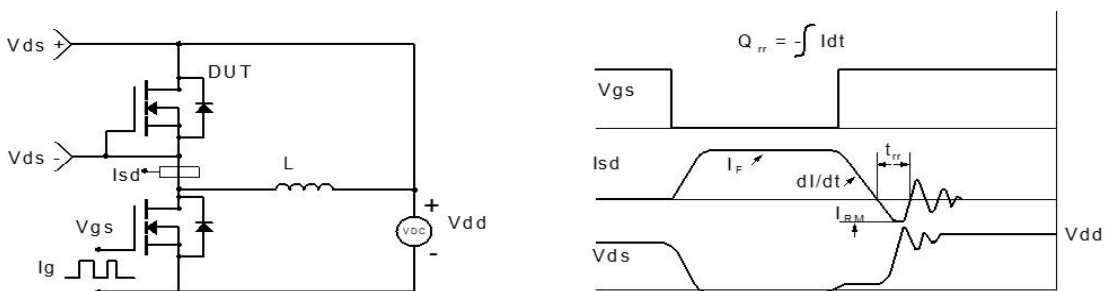 Vds +
DUT
Vds -
Isd
L
Vgs
Ig
VDC
+
Vdd
-
Q rr = - ∫ Idt
Vgs
Isd
I F
dI/dt
t rr
I RM
Vds
Vdd